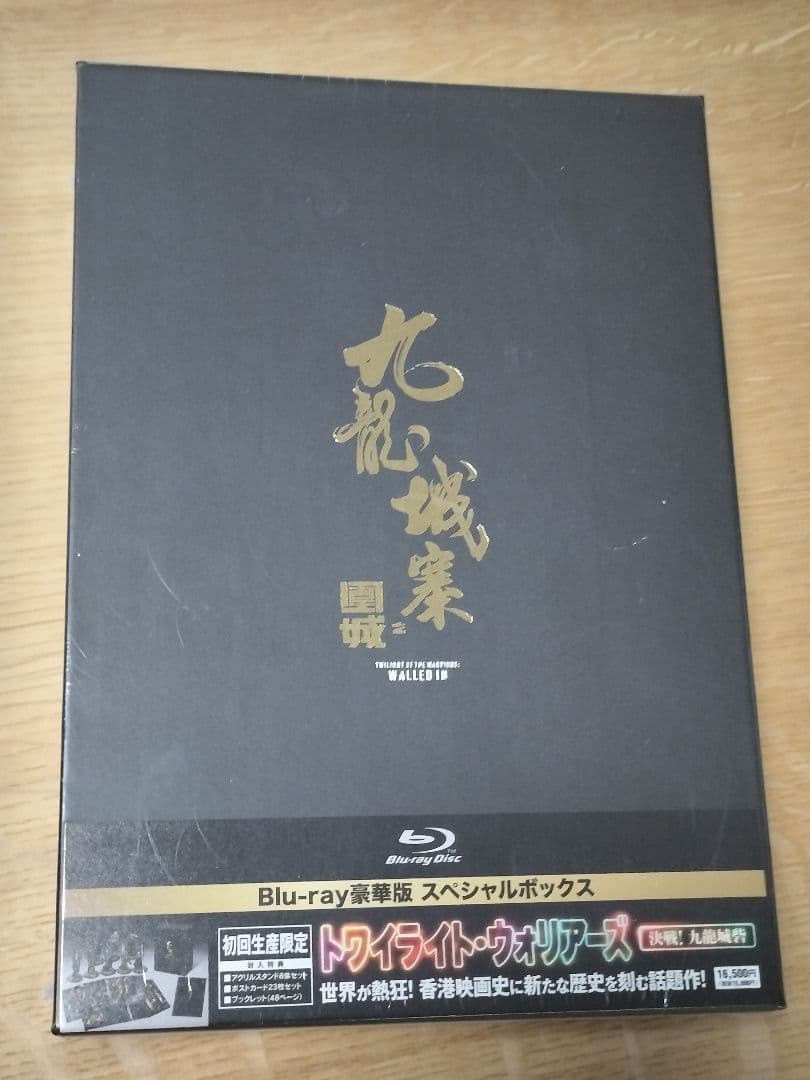 九龍
城寨
之
圍城
TWILIGHT OF THE WARRIORS:
WALLED IN
Blu-ray Disc™
Blu-ray豪華版 スペシャルボックス
初回生産限定
封入特典
■アクリルスタンド8体セット
■ポストカード23枚セット
■ブックレット(48ページ)
トワイライト・ウォリアーズ
決戦! 九龍城砦
世界が熱狂! 香港映画史に新たな歴史を刻む話題作!
16,500円